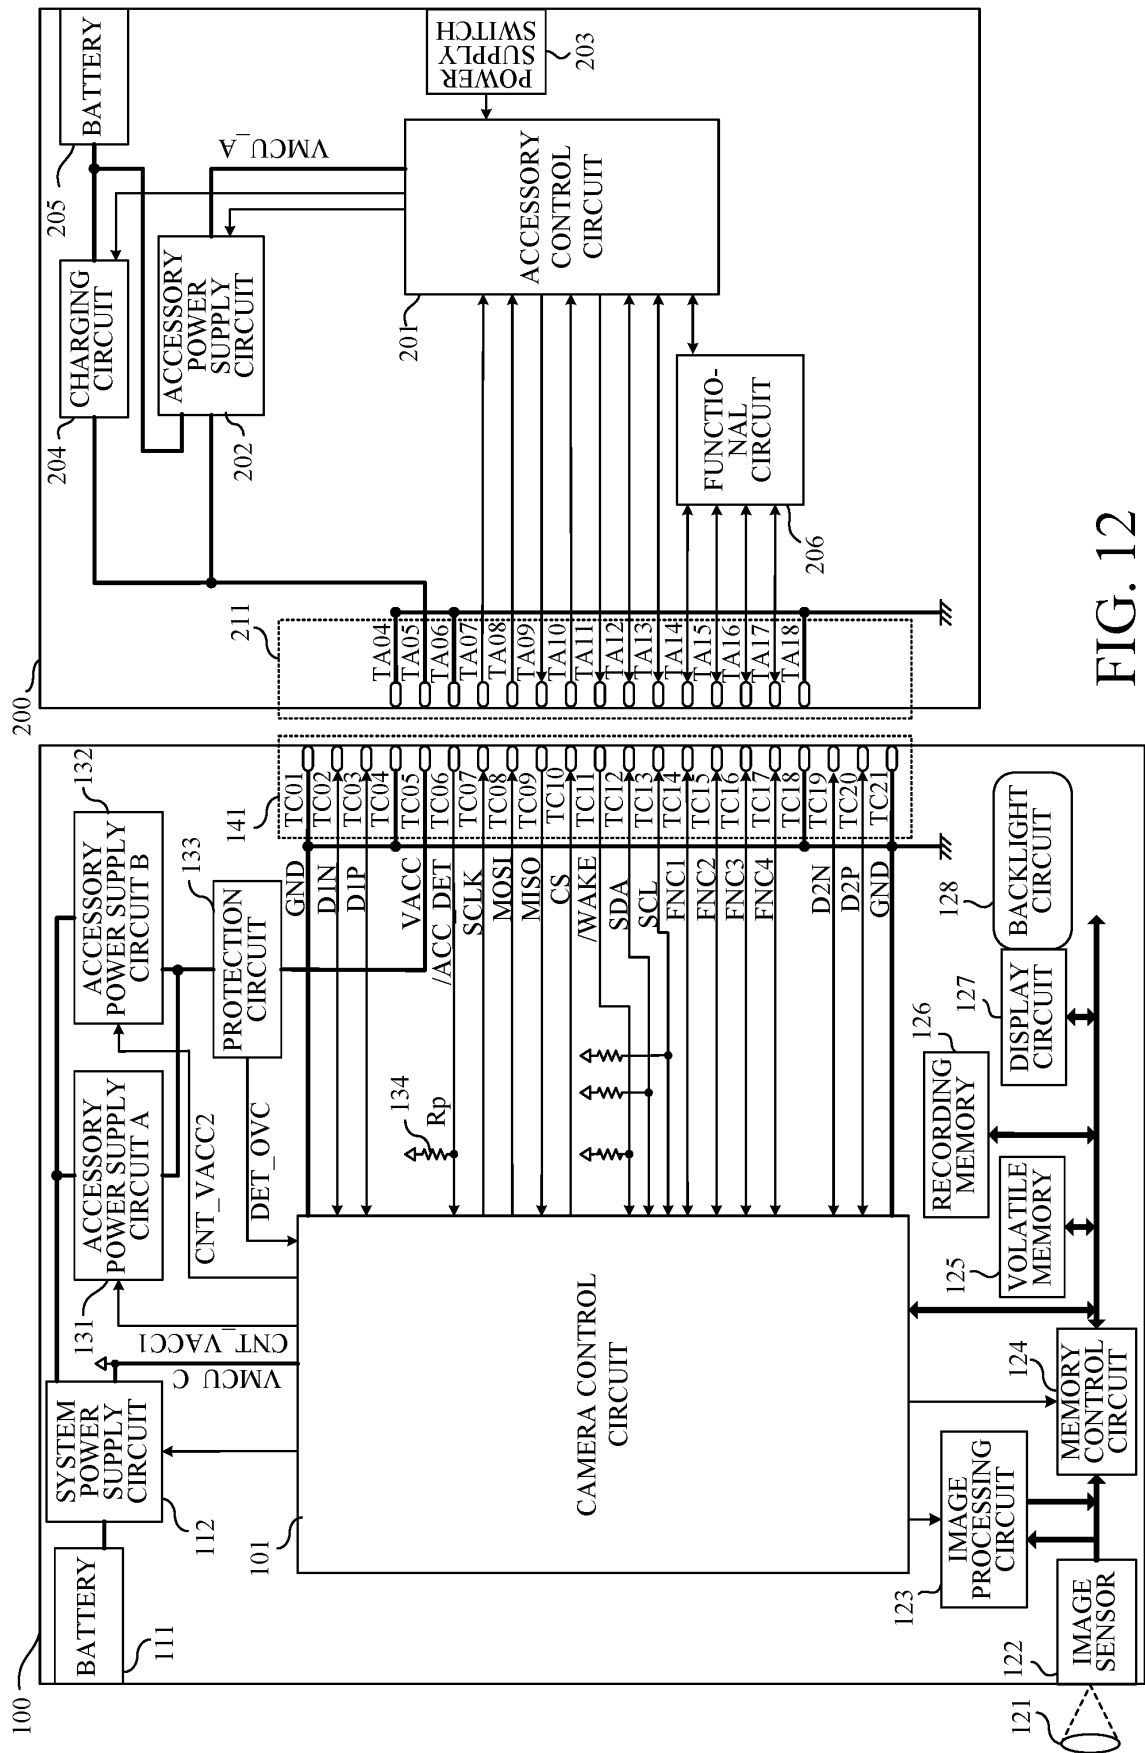 100
BATTERY
111
SYSTEM
POWER
SUPPLY
CIRCUIT
112
VMCU_C
CNT_VACC1
131
ACCESSORY
POWER SUPPLY
CIRCUIT A
CNT_VACC2
DET_OVC
ACCESSORY
POWER SUPPLY
CIRCUIT B
132
PROTECTION
CIRCUIT
133
134
Rp
101
CAMERA CONTROL
CIRCUIT
141
GND
TC01
D1N
TC02
D1P
TC03
TC04
VACC
TC05
/ACC_DET
TC06
SCLK
TC07
MOSI
TC08
MISO
TC09
CS
TC10
/WAKE
TC11
SDA
TC12
SCL
TC13
FNC1
TC14
FNC2
TC15
FNC3
TC16
FNC4
TC17
TC18
D2N
TC19
D2P
TC20
GND
TC21
121
122
IMAGE
SENSOR
123
IMAGE
PROCESSING
CIRCUIT
124
MEMORY
CONTROL
CIRCUIT
125
VOLATILE
MEMORY
126
RECORDING
MEMORY
127
DISPLAY
CIRCUIT
128
BACKLIGHT
CIRCUIT
200
211
TA04
TA05
TA06
TA07
TA08
TA09
TA10
TA11
TA12
TA13
TA14
TA15
TA16
TA17
TA18
204
CHARGING
CIRCUIT
205
BATTERY
202
ACCESSORY
POWER
SUPPLY
CIRCUIT
VMCU_A
201
ACCESSORY
CONTROL
CIRCUIT
POWER
SUPPLY
SWITCH
203
206
FUNCTIO-
NAL
CIRCUIT
FIG. 12